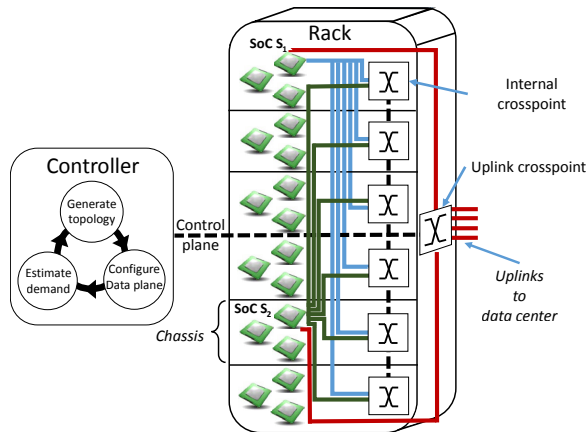 Rack
SoC S1
Internal
crosspoint
Controller
Generate
topology
Estimate
demand
Configure
Data plane
Control
plane
Uplink crosspoint
Uplinks
to
data center
Chassis
SoC S2